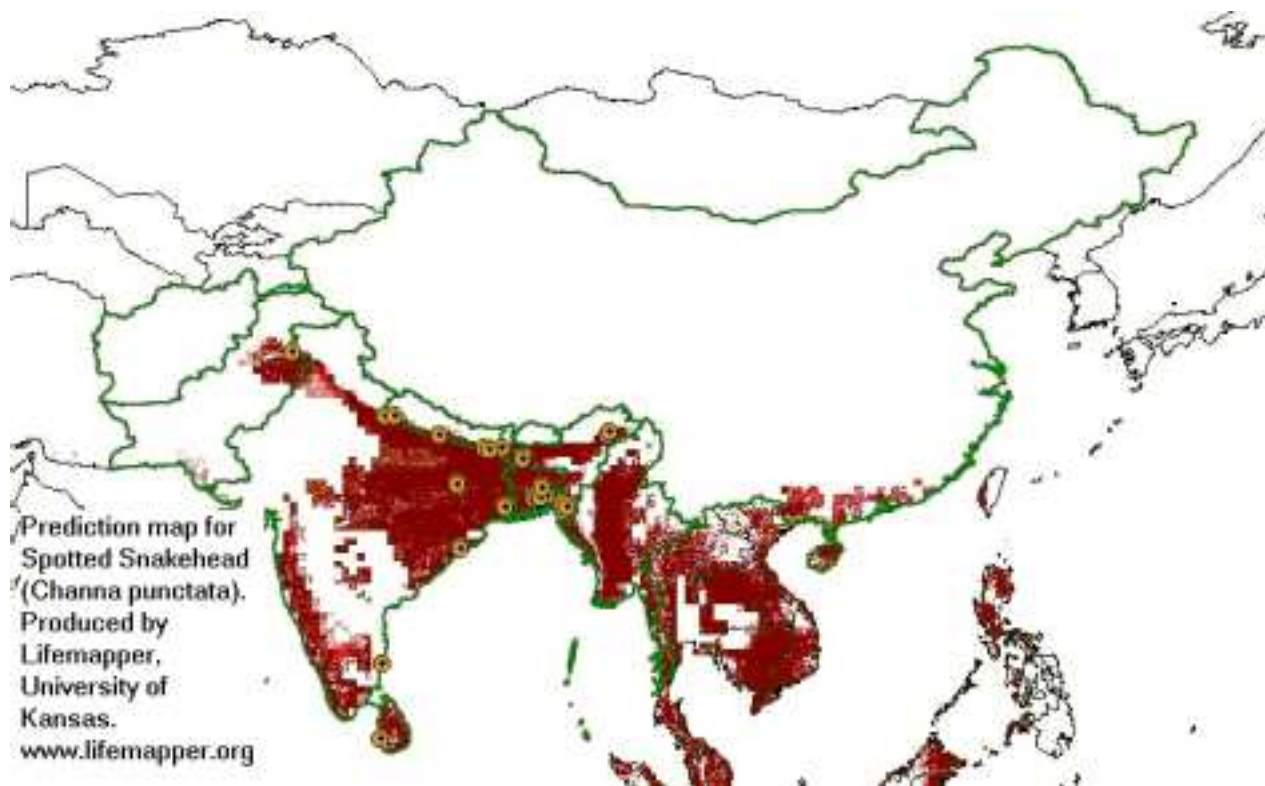 Prediction map for
Spotted Snakehead
(Channa punctata).
Produced by
Lifemapper,
University of
Kansas.
www.lifemapper.org